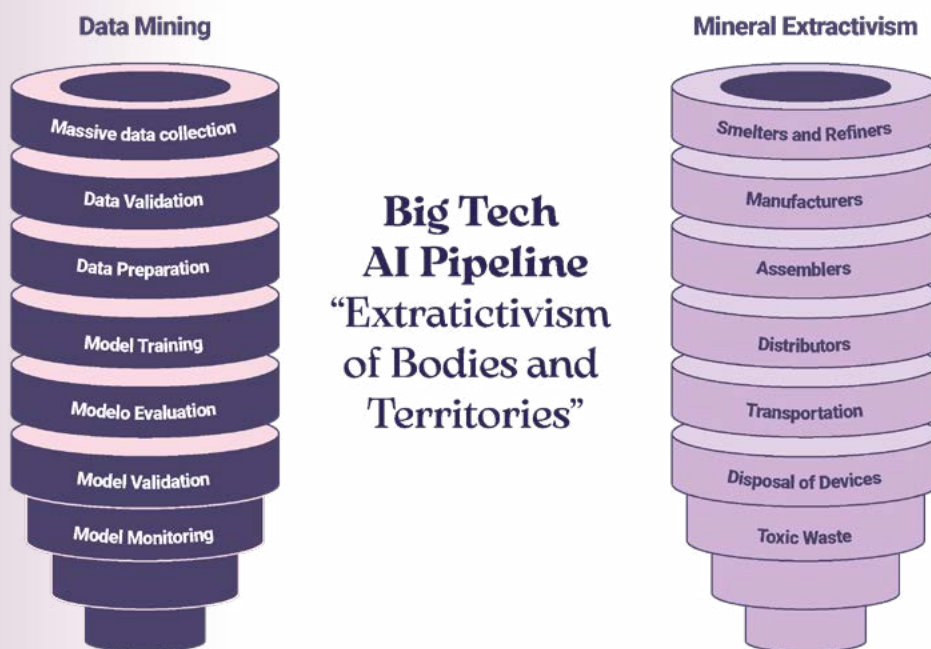 Data Mining
Massive data collection
Data Validation
Data Preparation
Model Training
Modelo Evaluation
Model Validation
Model Monitoring
Big Tech
AI Pipeline
“Extratictivism
of Bodies and
Territories”
Mineral Extractivism
Smelters and Refiners
Manufacturers
Assemblers
Distributors
Transportation
Disposal of Devices
Toxic Waste